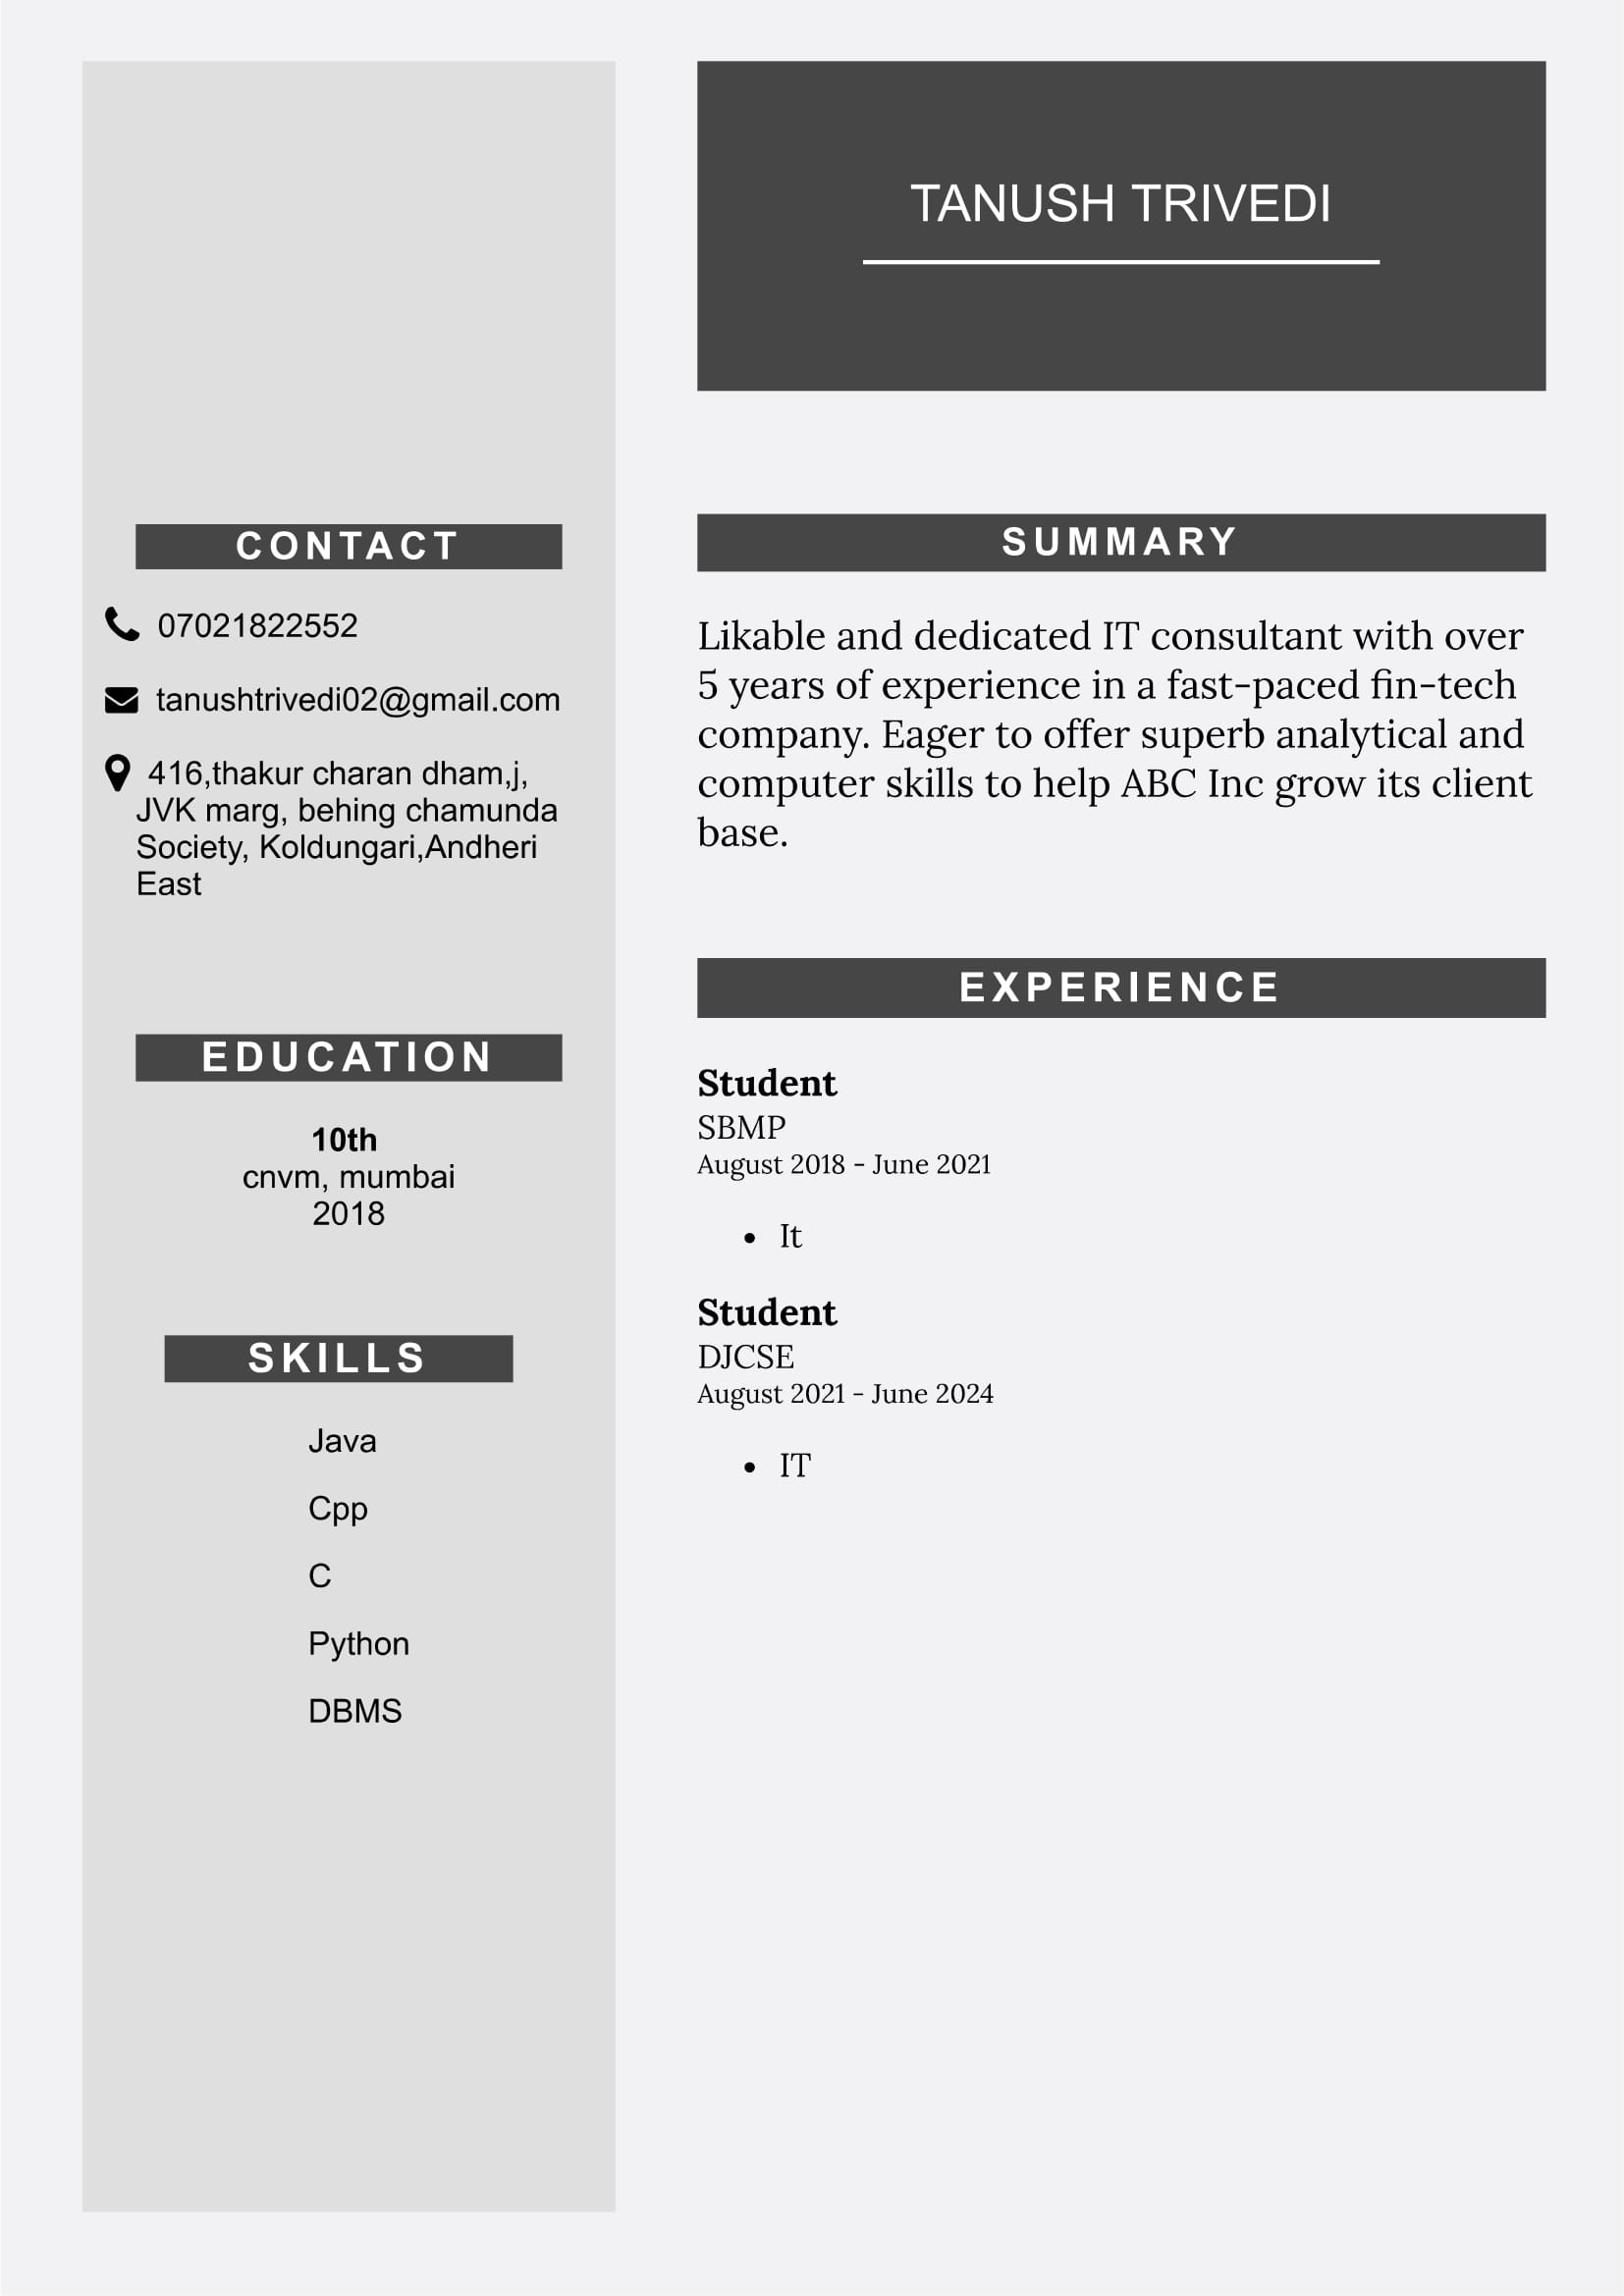 TANUSH TRIVEDI
CONTACT
07021822552
tanushtrivedi02@gmail.com
416,thakur charan dham,j,
JVK marg, behing chamunda
Society, Koldungari,Andheri
East
EDUCATION
10th
cnvm, mumbai
2018
SKILLS
Java
Cpp
C
Python
DBMS
SUMMARY
Likable and dedicated IT consultant with over
5 years of experience in a fast-paced fin-tech
company. Eager to offer superb analytical and
computer skills to help ABC Inc grow its client
base.
EXPERIENCE
Student
SBMP
August 2018 - June 2021
• It
Student
DJCSE
August 2021 - June 2024
• IT